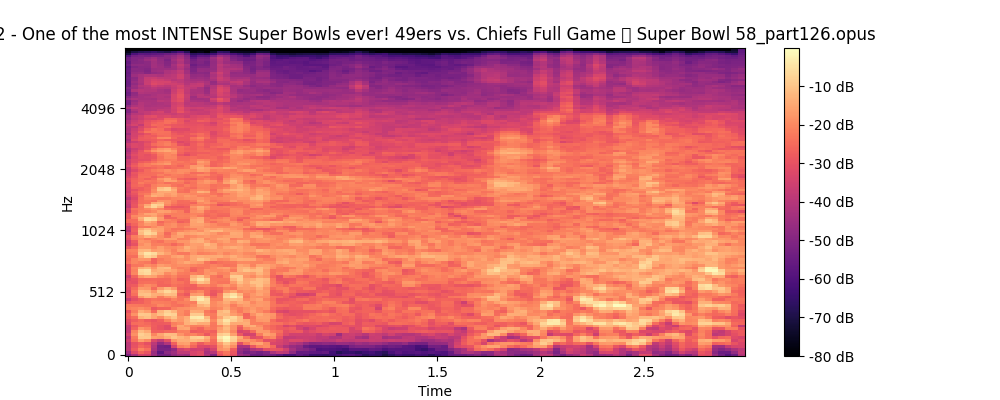 2 - One of the most INTENSE Super Bowls ever! 49ers vs. Chiefs Full Game 🏈 Super Bowl 58_part126.opus
4096
2048
1024
512
0
Hz
0
0.5
1
1.5
2
2.5
Time
-10 dB
-20 dB
-30 dB
-40 dB
-50 dB
-60 dB
-70 dB
-80 dB